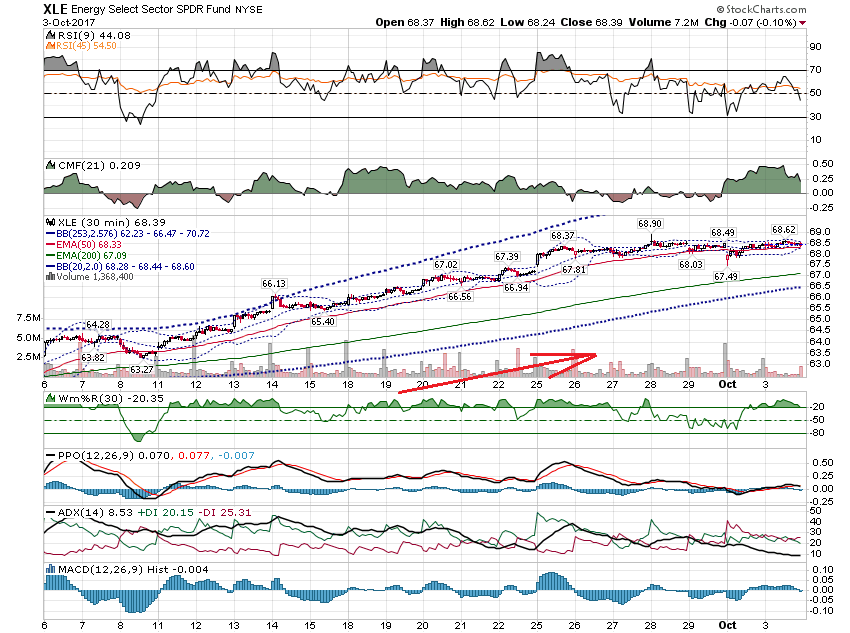 XLE Energy Select Sector SPDR Fund NYSE © StockCharts.com
3-Oct-2017 Open 68.37 High 68.62 Low 68.24 Close 68.39 Volume 7.2M Chg -0.07 (-0.10%)
RSI(9) 44.08
RSI(45) 54.50
90
70
50
30
10
CMF(21) 0.209
0.50
0.25
0.00
-0.25
XLE (30 min) 68.39
BB(253,2.576) 62.23 - 66.47 - 70.72
EMA(50) 68.33
EMA(200) 67.09
BB(20,2.0) 68.28 - 68.44 - 68.60
Volume 1,368,400
68.90
68.37
68.49
68.62
67.39
67.02
67.81
68.03
67.49
66.94
66.56
66.13
65.40
64.28
63.82
63.27
69.0
68.5
68.0
67.5
67.0
66.5
66.0
65.5
65.0
64.5
64.0
63.5
63.0
7.5M
5.0M
2.5M
6 7 8 11 12 13 14 15 18 19 20 21 22 25 26 27 28 29 Oct 3
Wm%R(30) -20.35
-20
-50
-80
PPO(12,26,9) 0.070, 0.077, -0.007
0.50
0.25
0.00
-0.25
ADX(14) 8.53 +DI 20.15 -DI 25.31
50
40
30
20
10
MACD(12,26,9) Hist -0.004
0.10
0.05
0.00
-0.05
-0.10
6 7 8 11 12 13 14 15 18 19 20 21 22 25 26 27 28 29 Oct 3